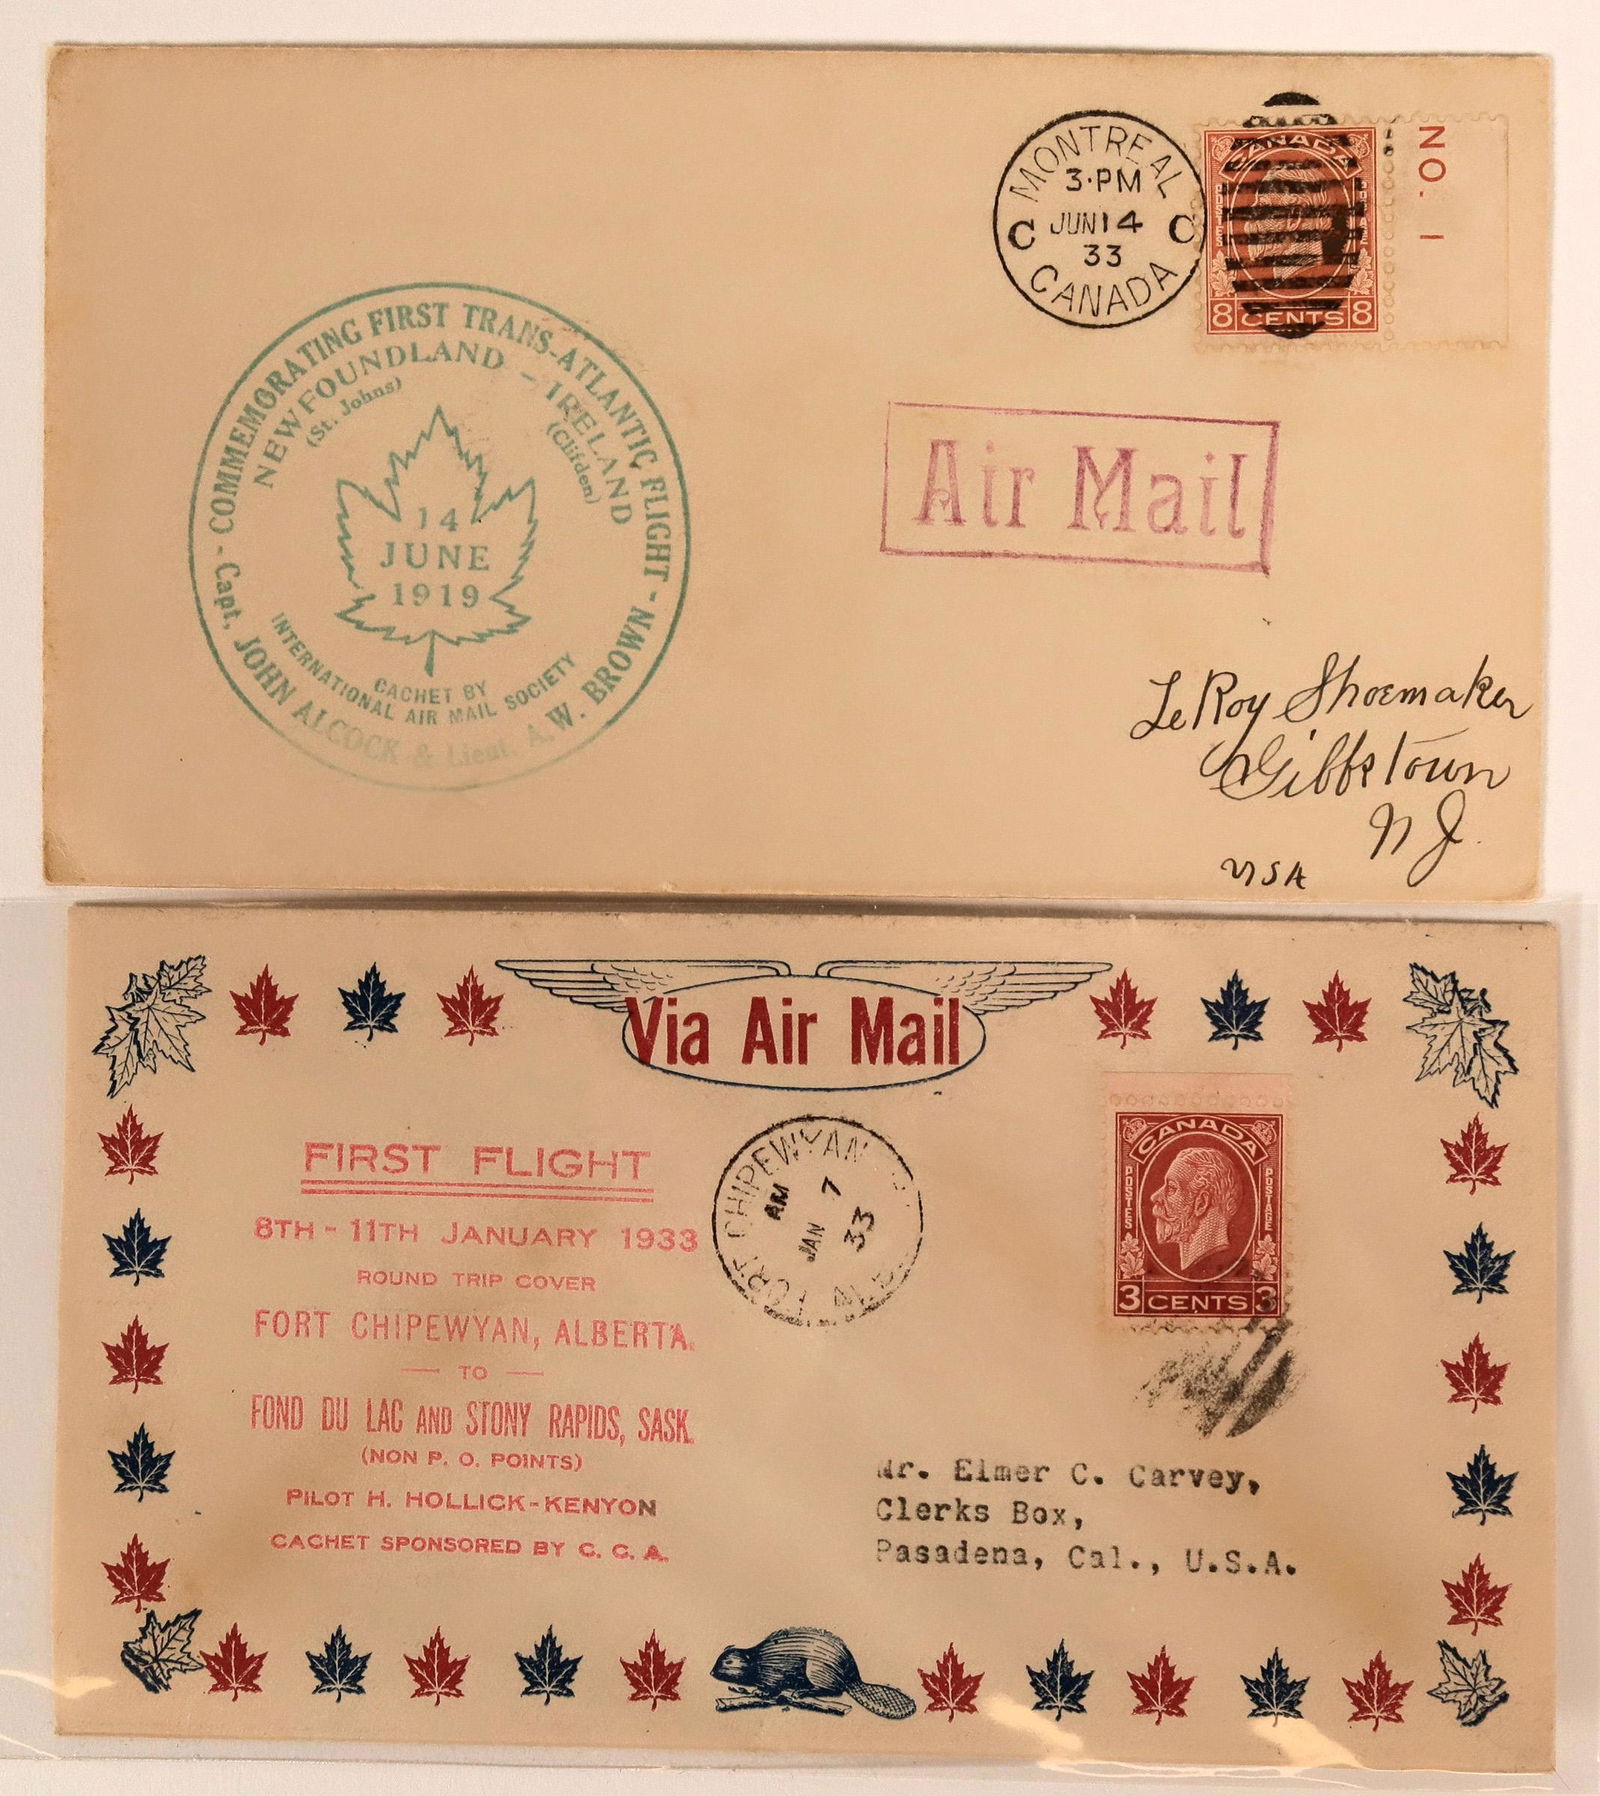 MONTREAL
3·PM
JUN 14
C C
33
CANADA
CANADA
8 CENTS 8
NO. 1
- COMMEMORATING FIRST TRANS-ATLANTIC FLIGHT -
NEWFOUNDLAND - IRELAND
(St. Johns) (Clifden)
14
JUNE
1919
CACHET BY
INTERNATIONAL AIR MAIL SOCIETY
Capt. JOHN ALCOCK & Lieut. A. W. BROWN
Air Mail
LeRoy Shoemaker
Gibbstown
N J.
USA
Via Air Mail
FIRST FLIGHT
8TH - 11TH JANUARY 1933
ROUND TRIP COVER
FORT CHIPEWYAN, ALBERTA.
— TO —
FOND DU LAC AND STONY RAPIDS, SASK.
(NON P. O. POINTS)
PILOT H. HOLLICK-KENYON
CACHET SPONSORED BY C. C. A.
FORT CHIPEWYAN
AM
7
JAN
33
CANADA
POSTES POSTAGE
3 CENTS 3
Mr. Elmer C. Carvey,
Clerks Box,
Pasadena, Cal., U.S.A.